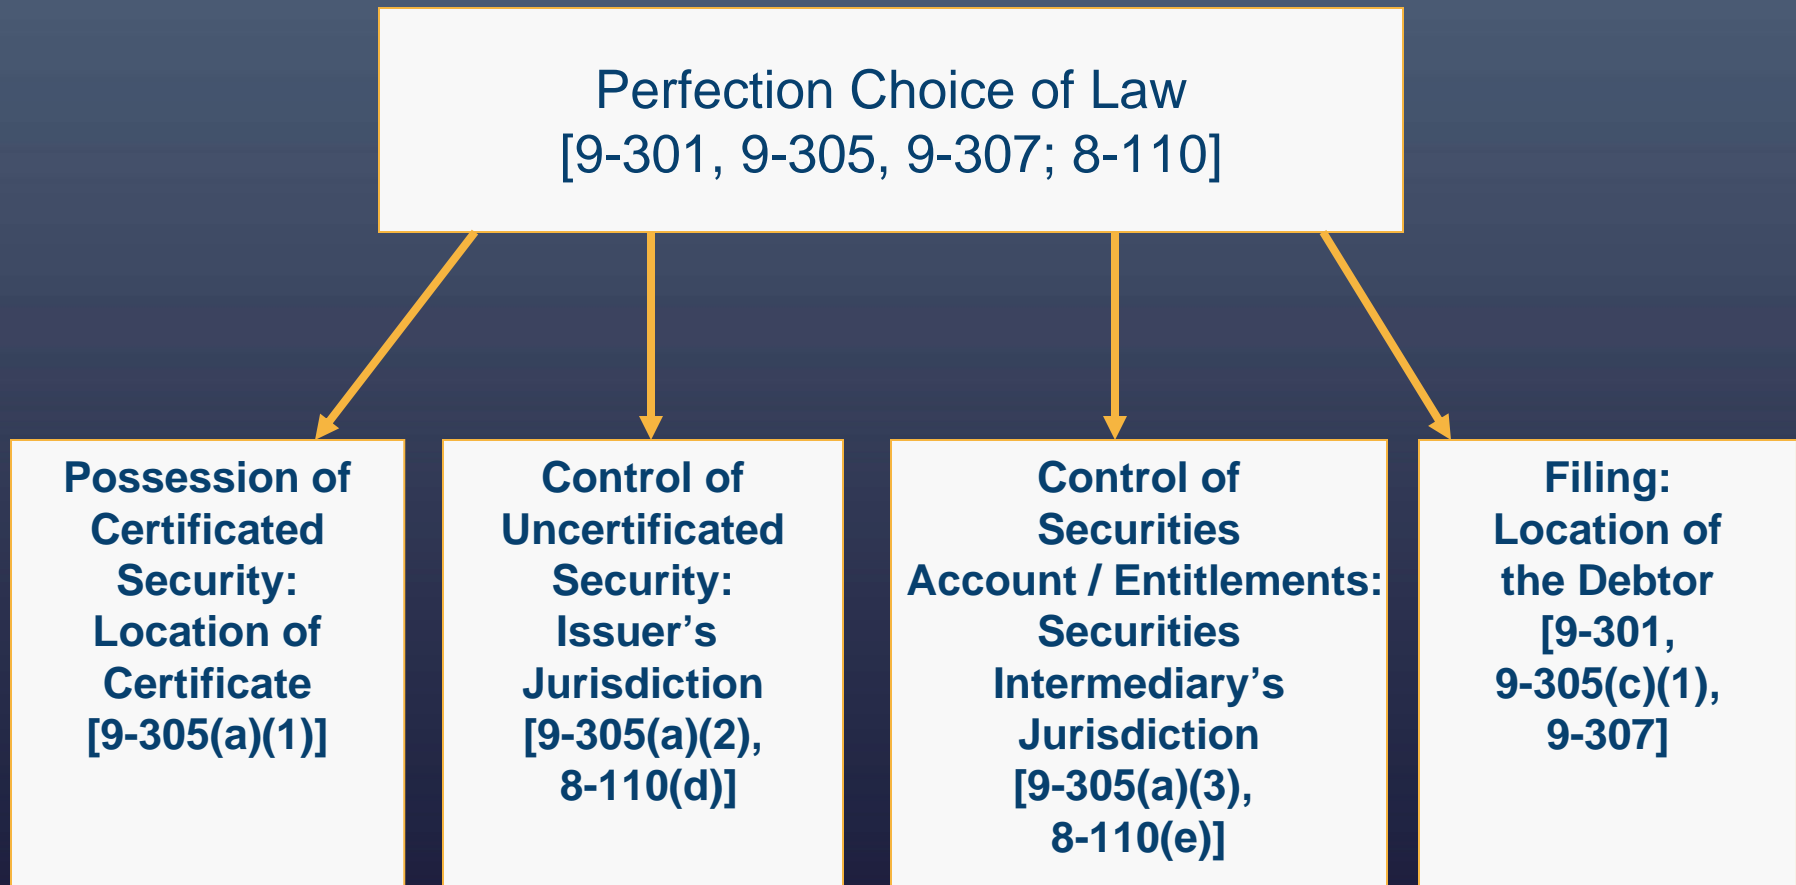 Perfection Choice of Law
[9-301, 9-305, 9-307; 8-110]
Possession of
Certificated
Security:
Location of
Certificate
[9-305(a)(1)]
Control of
Uncertificated
Security:
Issuer’s
Jurisdiction
[9-305(a)(2),
8-110(d)]
Control of
Securities
Account / Entitlements:
Securities
Intermediary’s
Jurisdiction
[9-305(a)(3),
8-110(e)]
Filing:
Location of
the Debtor
[9-301,
9-305(c)(1),
9-307]